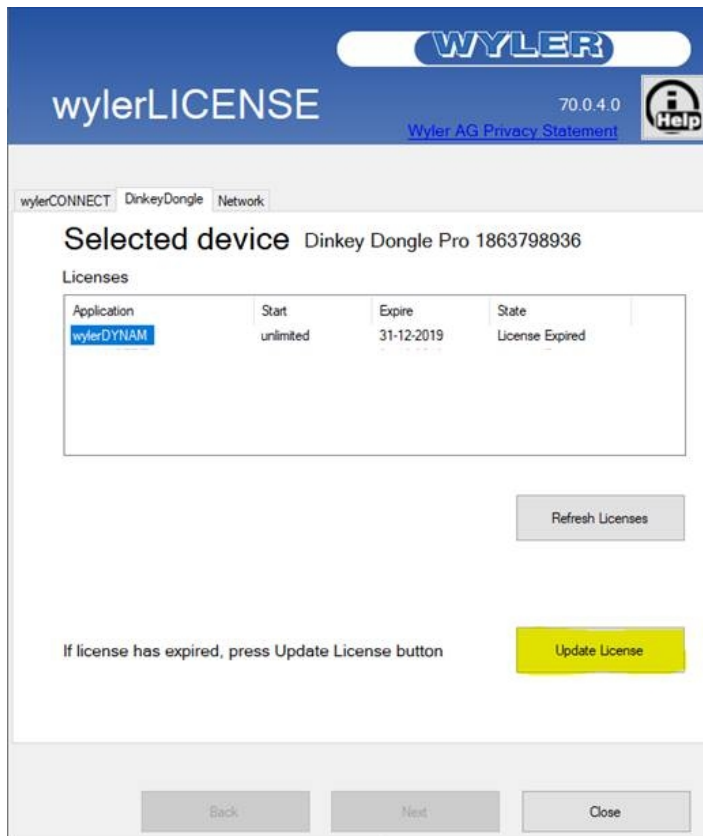 WYLER
wylerLICENSE
70.0.4.0
Wyler AG Privacy Statement
i
Help
wylerCONNECT DinkeyDongle Network
Selected device Dinkey Dongle Pro 1863798936
Licenses
Application Start Expire State
wylerDYNAM unlimited 31-12-2019 License Expired
Refresh Licenses
If license has expired, press Update License button Update License
Back Next Close